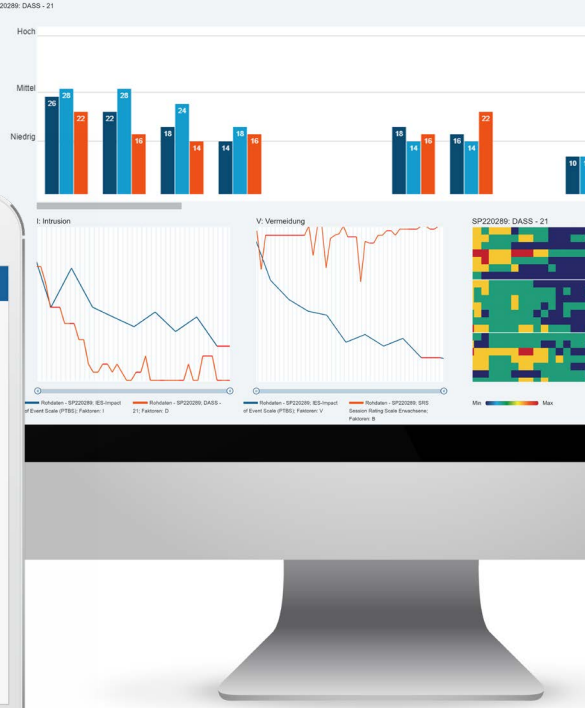 20289: DASS - 21
Hoch
Mittel
Niedrig
26 28 22
22 28 16
18 24 14
14 18 16
18 14 16
16 14 22
10
I: Intrusion
V: Vermeidung
SP220289: DASS - 21
Rohdaten - SP220289; IES-Impact
of Event Scale (PTBS); Faktoren: I
Rohdaten - SP220289; DASS -
21; Faktoren: D
Rohdaten - SP220289; IES-Impact
of Event Scale (PTBS); Faktoren: V
Rohdaten - SP220289; SRS
Session Rating Scale Erwachsene;
Faktoren: B
Min
Max